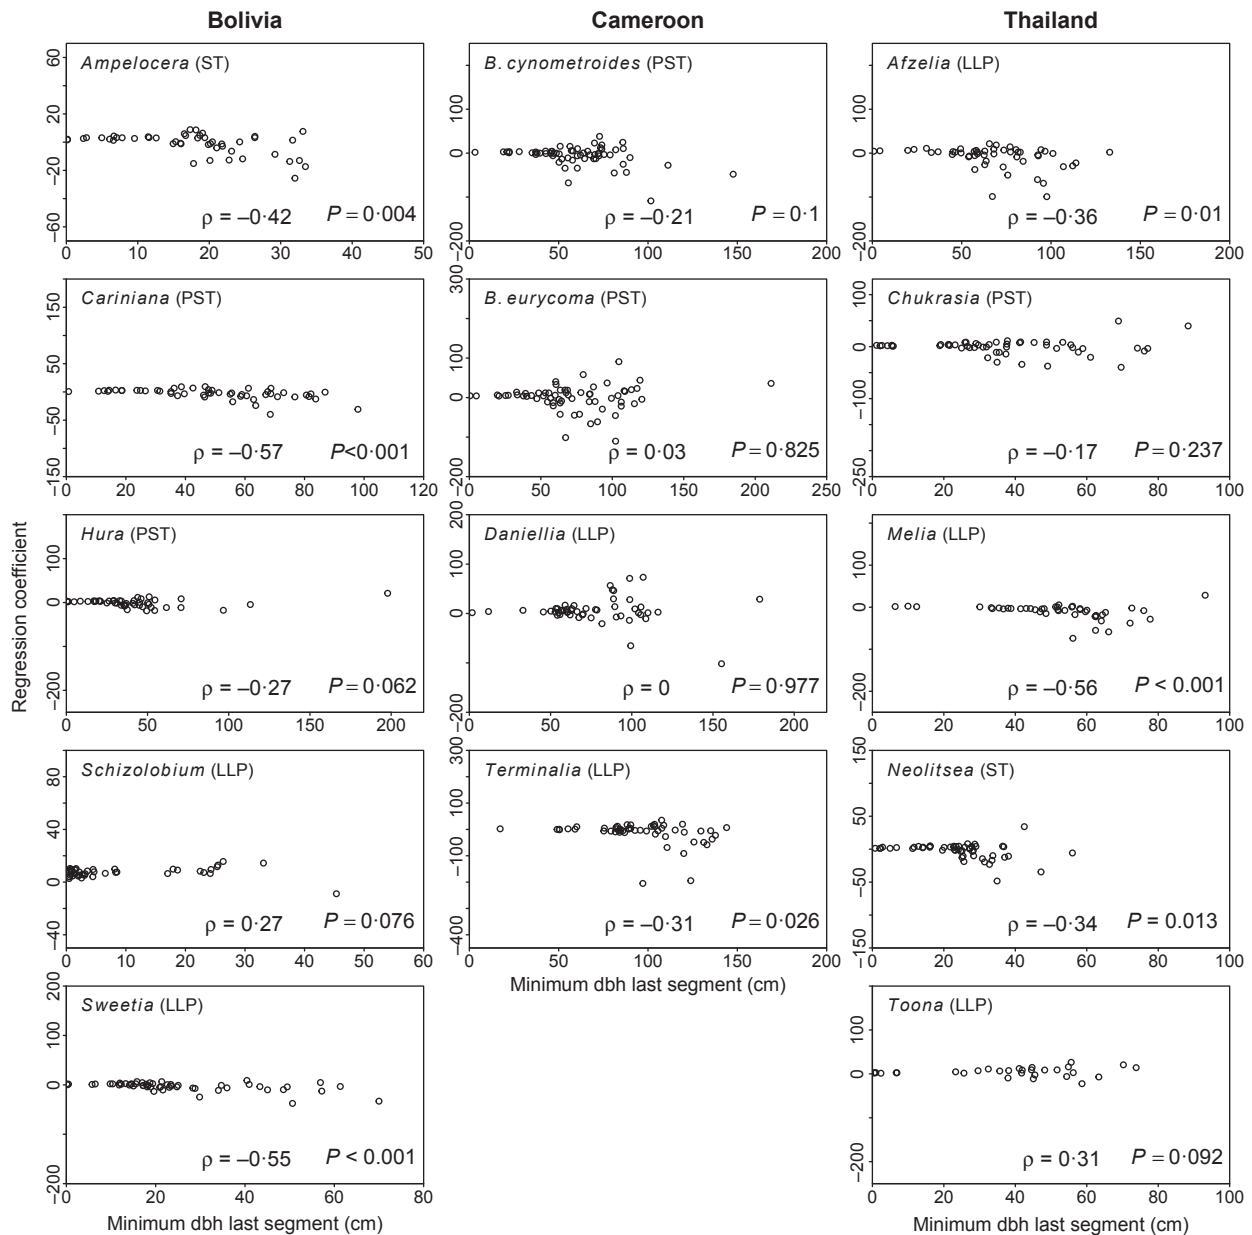 Bolivia Cameroon Thailand
Regression coefficient
Ampelocera (ST)
60
20
−20
−60
ρ = −0·42 P = 0·004
0 10 20 30 40 50
B. cynometroides (PST)
100
0
−200
ρ = −0·21 P = 0·1
0 50 100 150 200
Afzelia (LLP)
100
0
−200
ρ = −0·36 P = 0·01
0 50 100 150 200
Cariniana (PST)
150
50
−50
−150
ρ = −0·57 P<0·001
0 20 40 60 80 100 120
B. eurycoma (PST)
300
100
0
−200
ρ = 0·03 P = 0·825
0 50 100 150 200 250
Chukrasia (PST)
100
0
−100
−250
ρ = −0·17 P = 0·237
0 20 40 60 80 100
Hura (PST)
100
0
−200
ρ = −0·27 P = 0·062
0 50 100 150 200
Daniellia (LLP)
200
100
0
−200
ρ = 0 P = 0·977
0 50 100 150 200
Melia (LLP)
100
0
−200
ρ = −0·56 P < 0.001
0 20 40 60 80 100
Schizolobium (LLP)
80
40
0
−40
ρ = 0·27 P = 0·076
0 10 20 30 40 50 60
Terminalia (LLP)
300
100
−100
−400
ρ = −0·31 P = 0·026
0 50 100 150 200
Minimum dbh last segment (cm)
Neolitsea (ST)
150
50
−50
−150
ρ = −0·34 P = 0.013
0 20 40 60 80 100
Sweetia (LLP)
200
100
0
−200
ρ = −0·55 P < 0.001
0 20 40 60 80
Minimum dbh last segment (cm)
Toona (LLP)
100
0
−200
ρ = 0·31 P = 0·092
0 20 40 60 80 100
Minimum dbh last segment (cm)